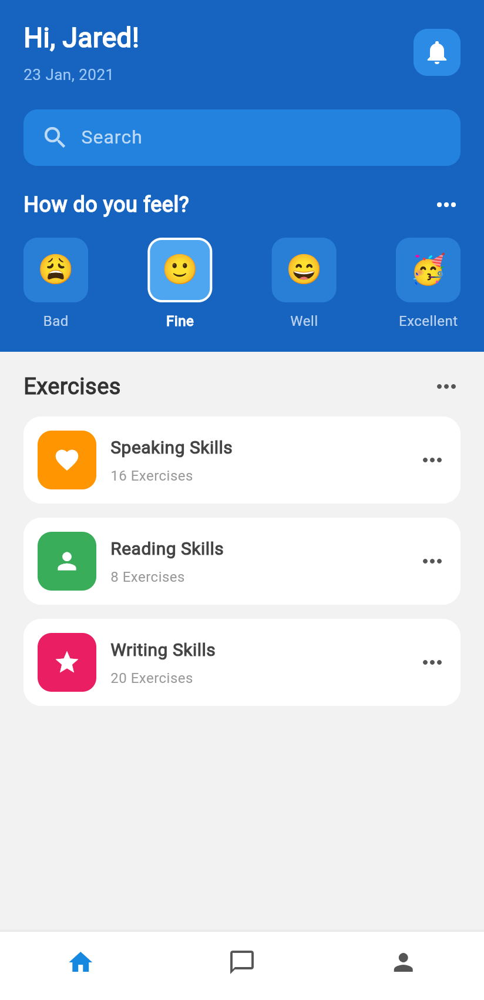 Hi, Jared!
23 Jan, 2021
Search
How do you feel?
Bad
Fine
Well
Excellent
Exercises
Speaking Skills
16 Exercises
Reading Skills
8 Exercises
Writing Skills
20 Exercises